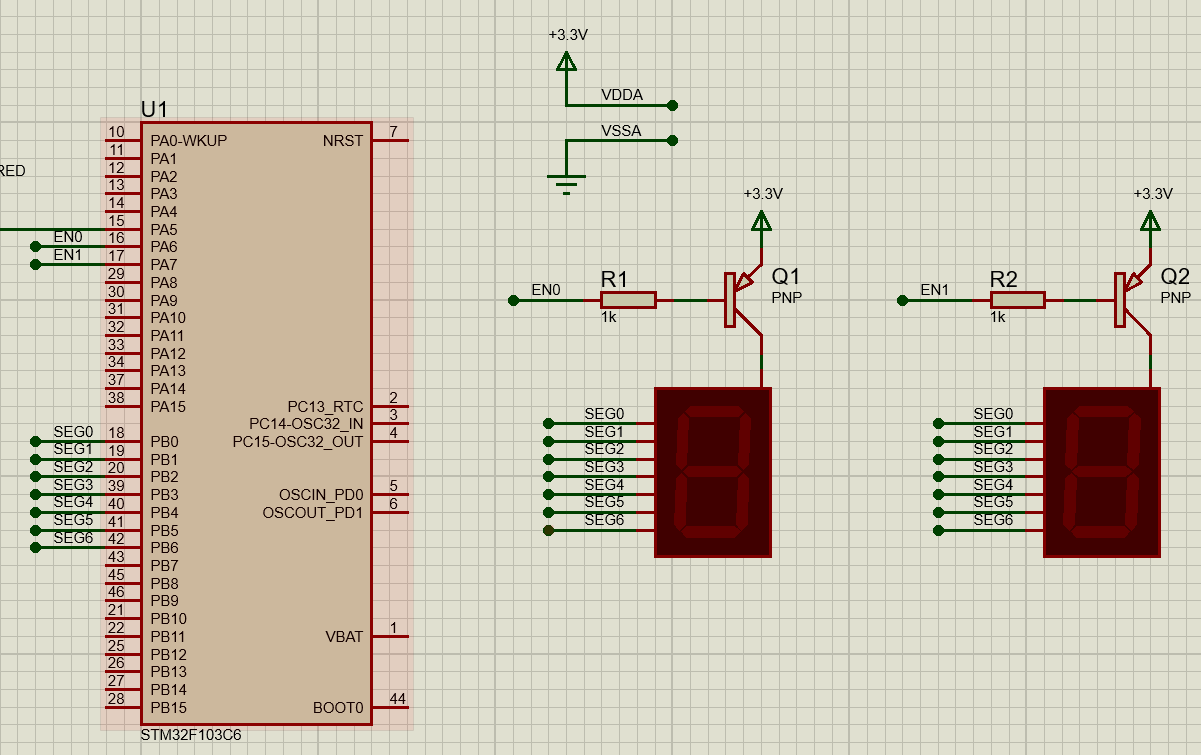 RED
U1
10 PA0-WKUP NRST 7
11 PA1
12 PA2
13 PA3
14 PA4
15 PA5
EN0 16 PA6
EN1 17 PA7
29 PA8
30 PA9
31 PA10
32 PA11
33 PA12
34 PA13
37 PA14
38 PA15 PC13_RTC 2
PC14-OSC32_IN 3
SEG0 18 PB0 PC15-OSC32_OUT 4
SEG1 19 PB1
SEG2 20 PB2
SEG3 39 PB3 OSCIN_PD0 5
SEG4 40 PB4 OSCOUT_PD1 6
SEG5 41 PB5
SEG6 42 PB6
43 PB7
45 PB8
46 PB9
21 PB10
22 PB11 VBAT 1
25 PB12
26 PB13
27 PB14
28 PB15 BOOT0 44
STM32F103C6
+3.3V
VDDA
VSSA
+3.3V
EN0
R1
1k
Q1
PNP
SEG0
SEG1
SEG2
SEG3
SEG4
SEG5
SEG6
+3.3V
EN1
R2
1k
Q2
PNP
SEG0
SEG1
SEG2
SEG3
SEG4
SEG5
SEG6